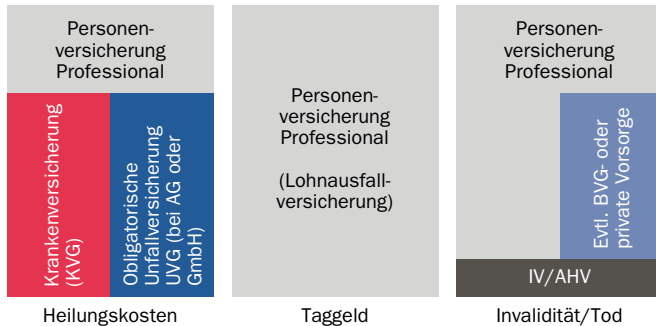 Personen-
versicherung
Professional
Krankenversicherung
(KVG)
Obligatorische
Unfallversicherung
UVG (bei AG oder
GmbH)
Heilungskosten
Personen-
versicherung
Professional
(Lohnausfall-
versicherung)
Taggeld
Personen-
versicherung
Professional
Evtl. BVG- oder
private Vorsorge
IV/AHV
Invalidität/Tod